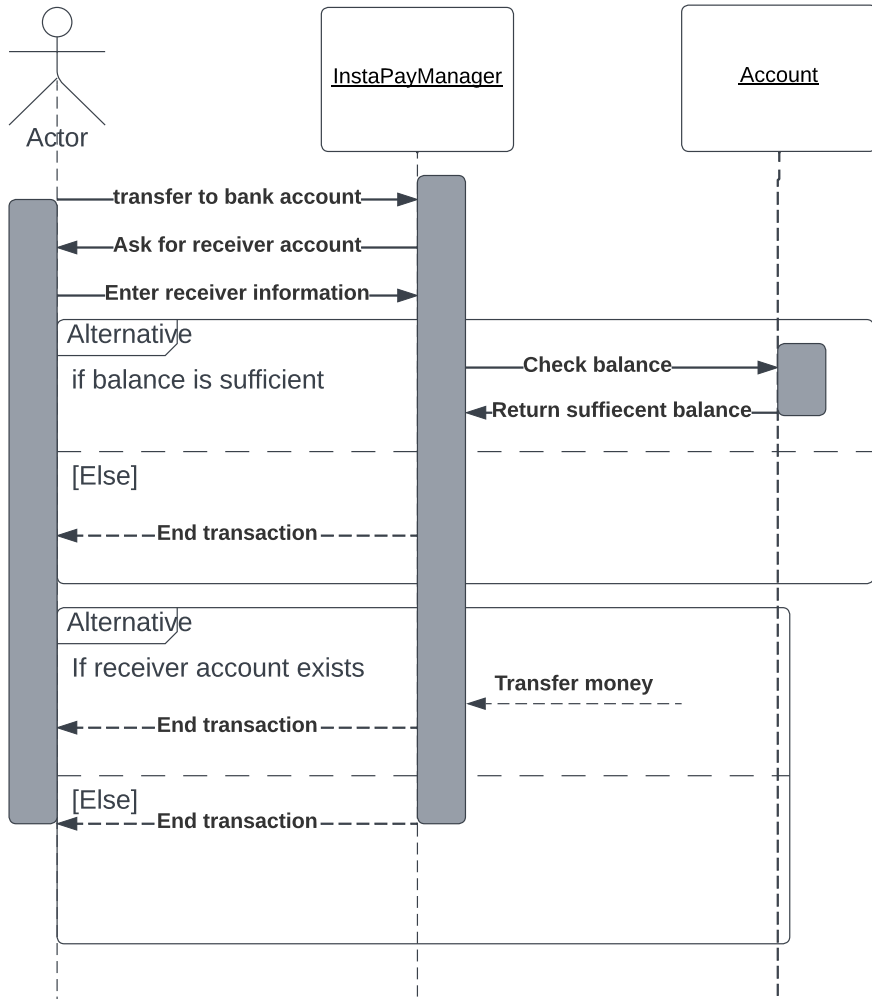 Actor
InstaPayManager
Account
transfer to bank account
Ask for receiver account
Enter receiver information
Alternative
if balance is sufficient
Check balance
Return suffiecent balance
[Else]
End transaction
Alternative
If receiver account exists
Transfer money
End transaction
[Else]
End transaction